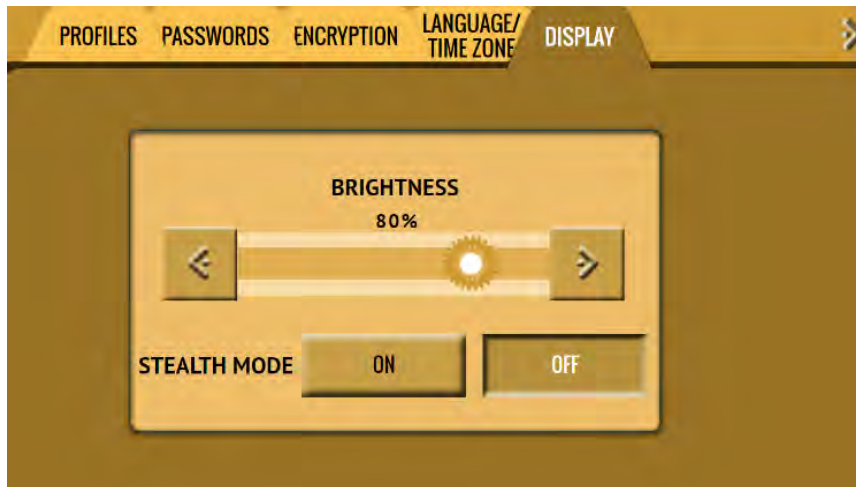 PROFILES PASSWORDS ENCRYPTION LANGUAGE/
TIME ZONE DISPLAY
BRIGHTNESS
80%
STEALTH MODE ON OFF